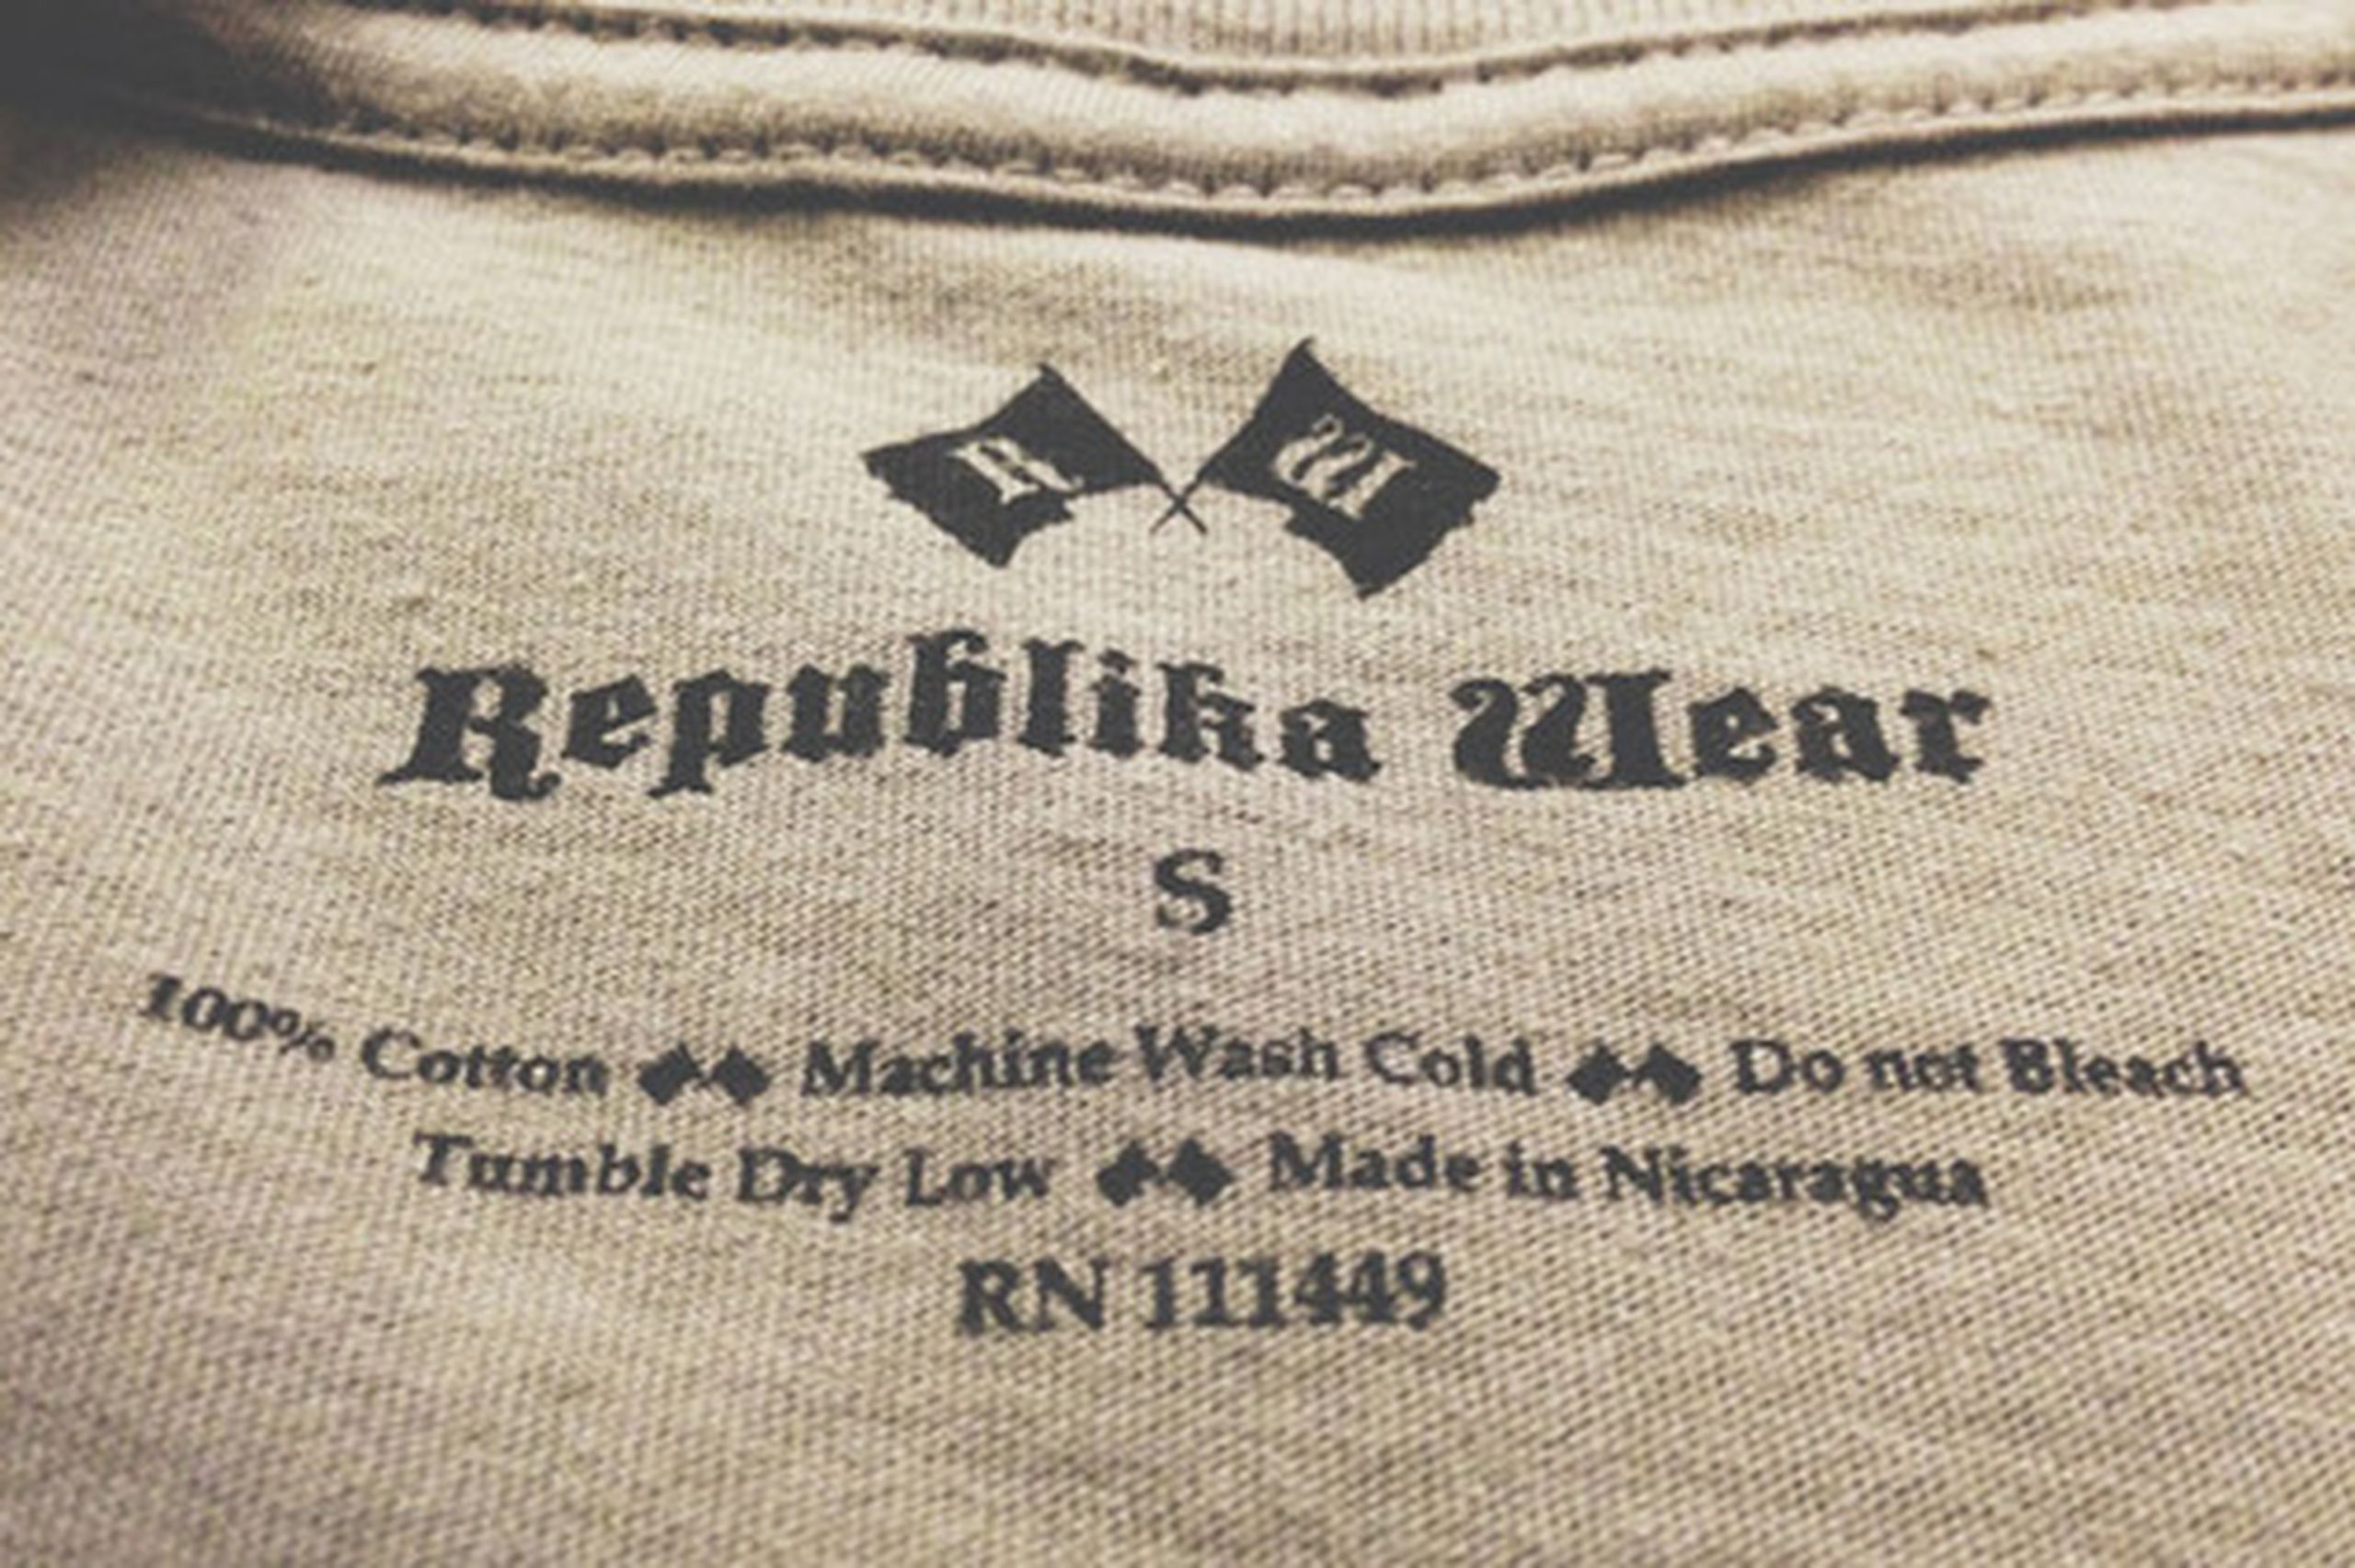 R W
Republika Wear
S
100% Cotton ◆◆ Machine Wash Cold ◆◆ Do not Bleach
Tumble Dry Low ◆◆ Made in Nicaragua
RN 111449